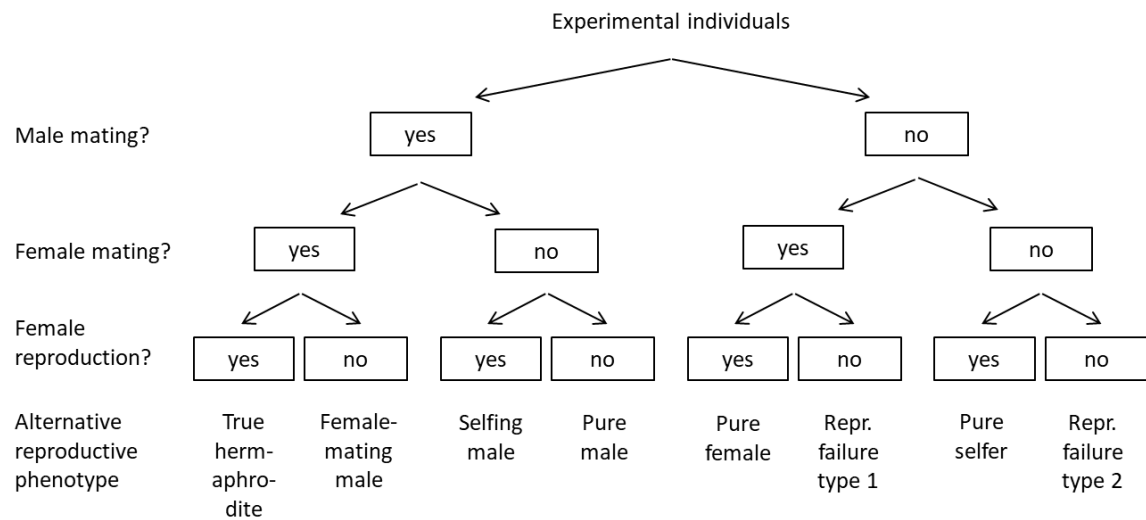 Experimental individuals
Male mating?
yes
no
Female mating?
yes
no
yes
no
Female
reproduction?
yes
no
yes
no
yes
no
yes
no
Alternative
reproductive
phenotype
True
herm-
aphro-
dite
Female-
mating
male
Selfing
male
Pure
male
Pure
female
Repr.
failure
type 1
Pure
selfer
Repr.
failure
type 2